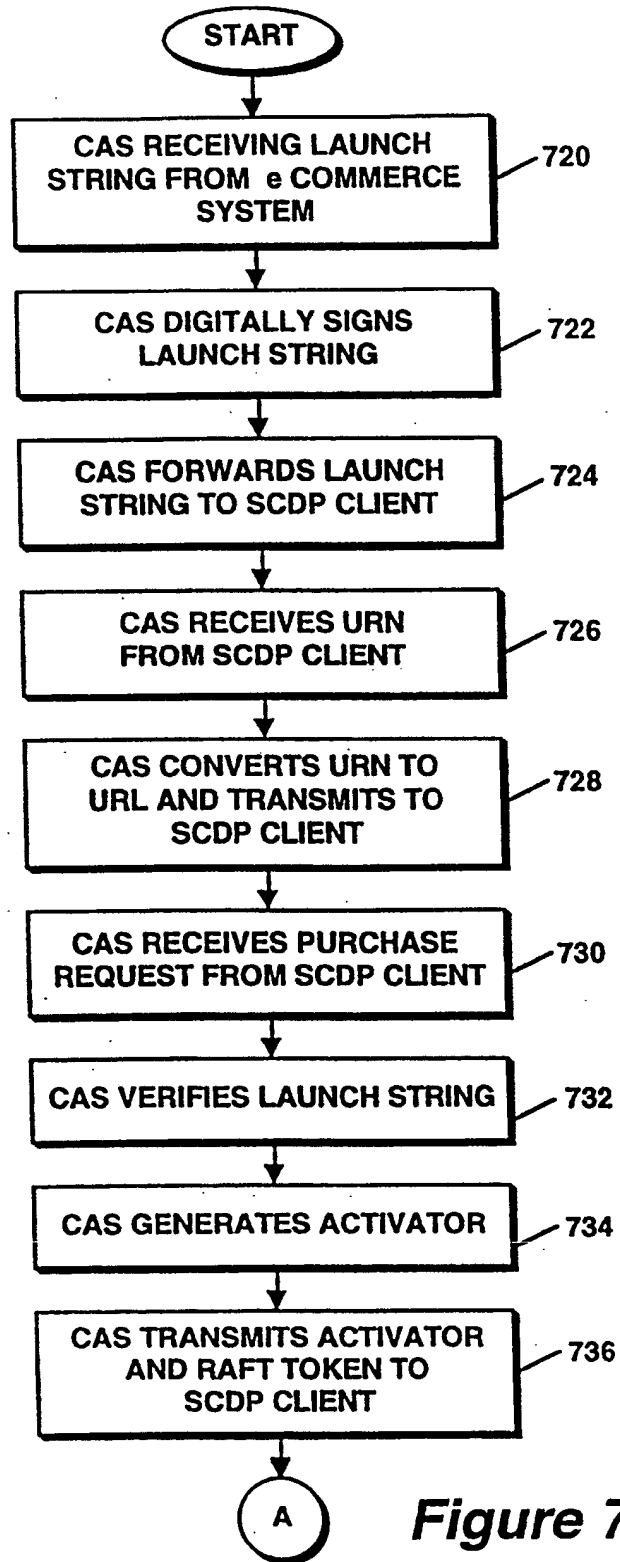 START
CAS RECEIVING LAUNCH
STRING FROM e COMMERCE
SYSTEM
720
CAS DIGITALLY SIGNS
LAUNCH STRING
722
CAS FORWARDS LAUNCH
STRING TO SCDP CLIENT
724
CAS RECEIVES URN
FROM SCDP CLIENT
726
CAS CONVERTS URN TO
URL AND TRANSMITS TO
SCDP CLIENT
728
CAS RECEIVES PURCHASE
REQUEST FROM SCDP CLIENT
730
CAS VERIFIES LAUNCH STRING
732
CAS GENERATES ACTIVATOR
734
CAS TRANSMITS ACTIVATOR
AND RAFT TOKEN TO
SCDP CLIENT
736
A
Figure 7